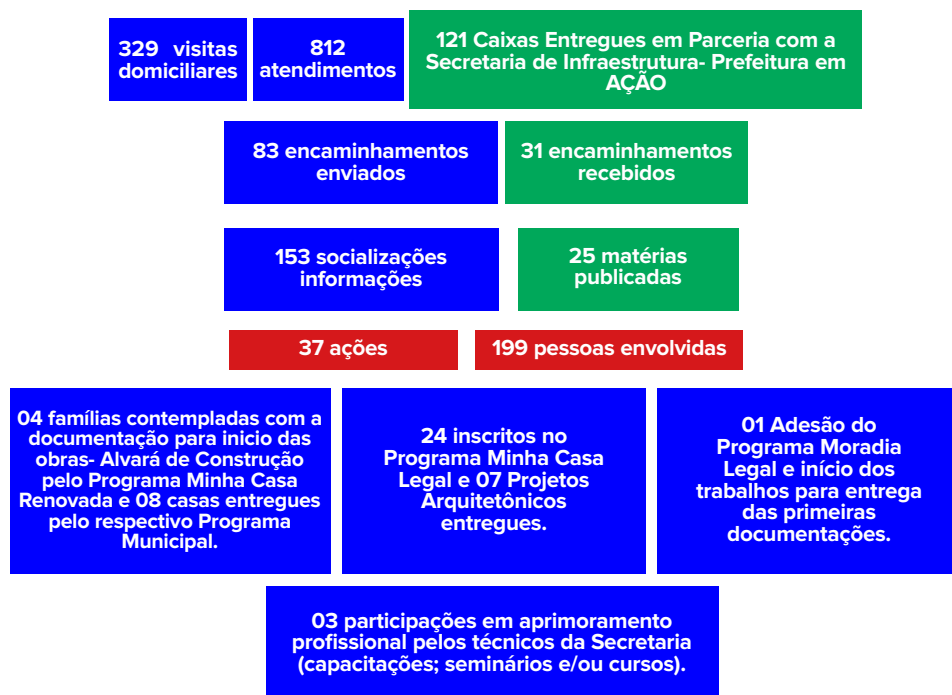 329 visitas
domiciliares
812
atendimentos
121 Caixas Entregues em Parceria com a
Secretaria de Infraestrutura- Prefeitura em
AÇÃO
83 encaminhamentos
enviados
31 encaminhamentos
recebidos
153 socializações
informações
25 matérias
publicadas
37 ações
199 pessoas envolvidas
04 famílias contempladas com a
documentação para inicio das
obras- Alvará de Construção
pelo Programa Minha Casa
Renovada e 08 casas entregues
pelo respectivo Programa
Municipal.
24 inscritos no
Programa Minha Casa
Legal e 07 Projetos
Arquitetônicos
entregues.
01 Adesão do
Programa Moradia
Legal e início dos
trabalhos para entrega
das primeiras
documentações.
03 participações em aprimoramento
profissional pelos técnicos da Secretaria
(capacitações; seminários e/ou cursos).